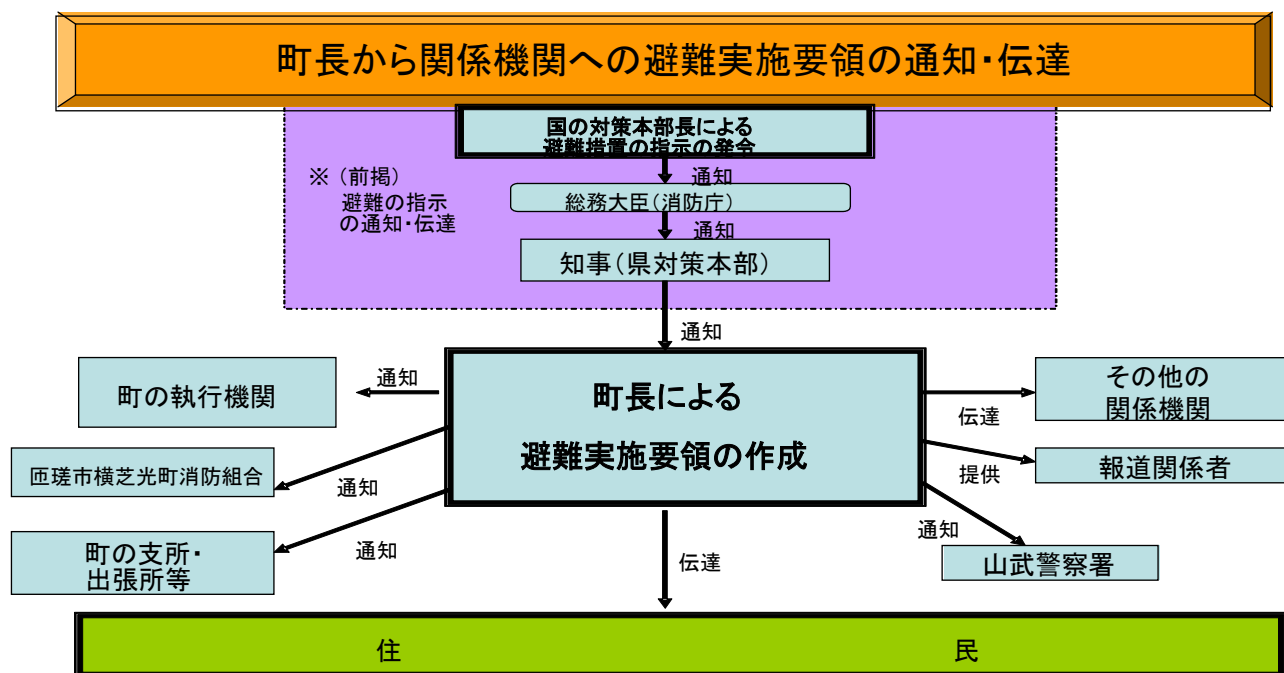 町長から関係機関への避難実施要領の通知・伝達
国の対策本部長による
避難措置の指示の発令
※（前掲）
避難の指示
の通知・伝達
通知
総務大臣（消防庁）
通知
知事（県対策本部）
通知
町の執行機関
通知
町長による
避難実施要領の作成
その他の
関係機関
伝達
匝瑳市横芝光町消防組合
通知
報道関係者
提供
町の支所・
出張所等
通知
伝達
通知
山武警察署
住民